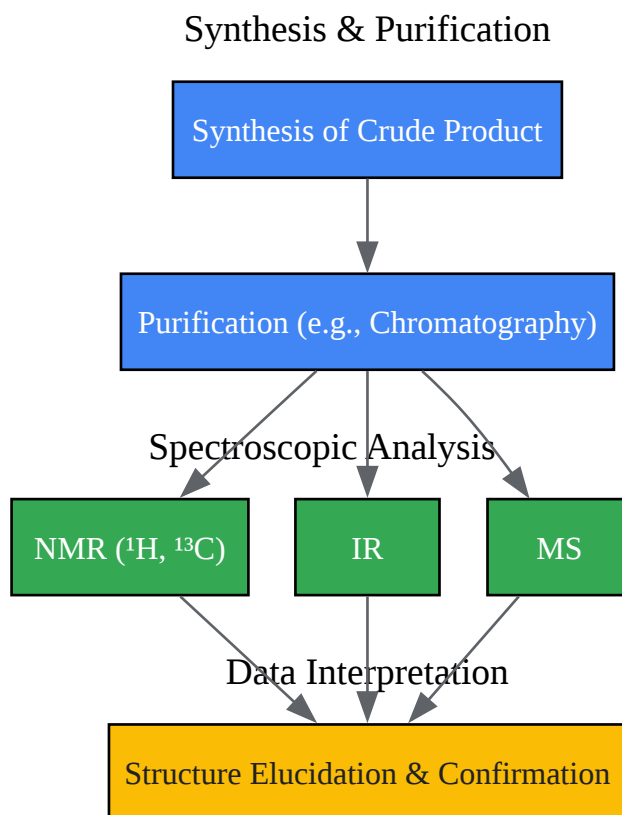 Synthesis & Purification
Synthesis of Crude Product
Purification (e.g., Chromatography)
Spectroscopic Analysis
NMR (¹H, ¹³C)
IR
MS
Data Interpretation
Structure Elucidation & Confirmation